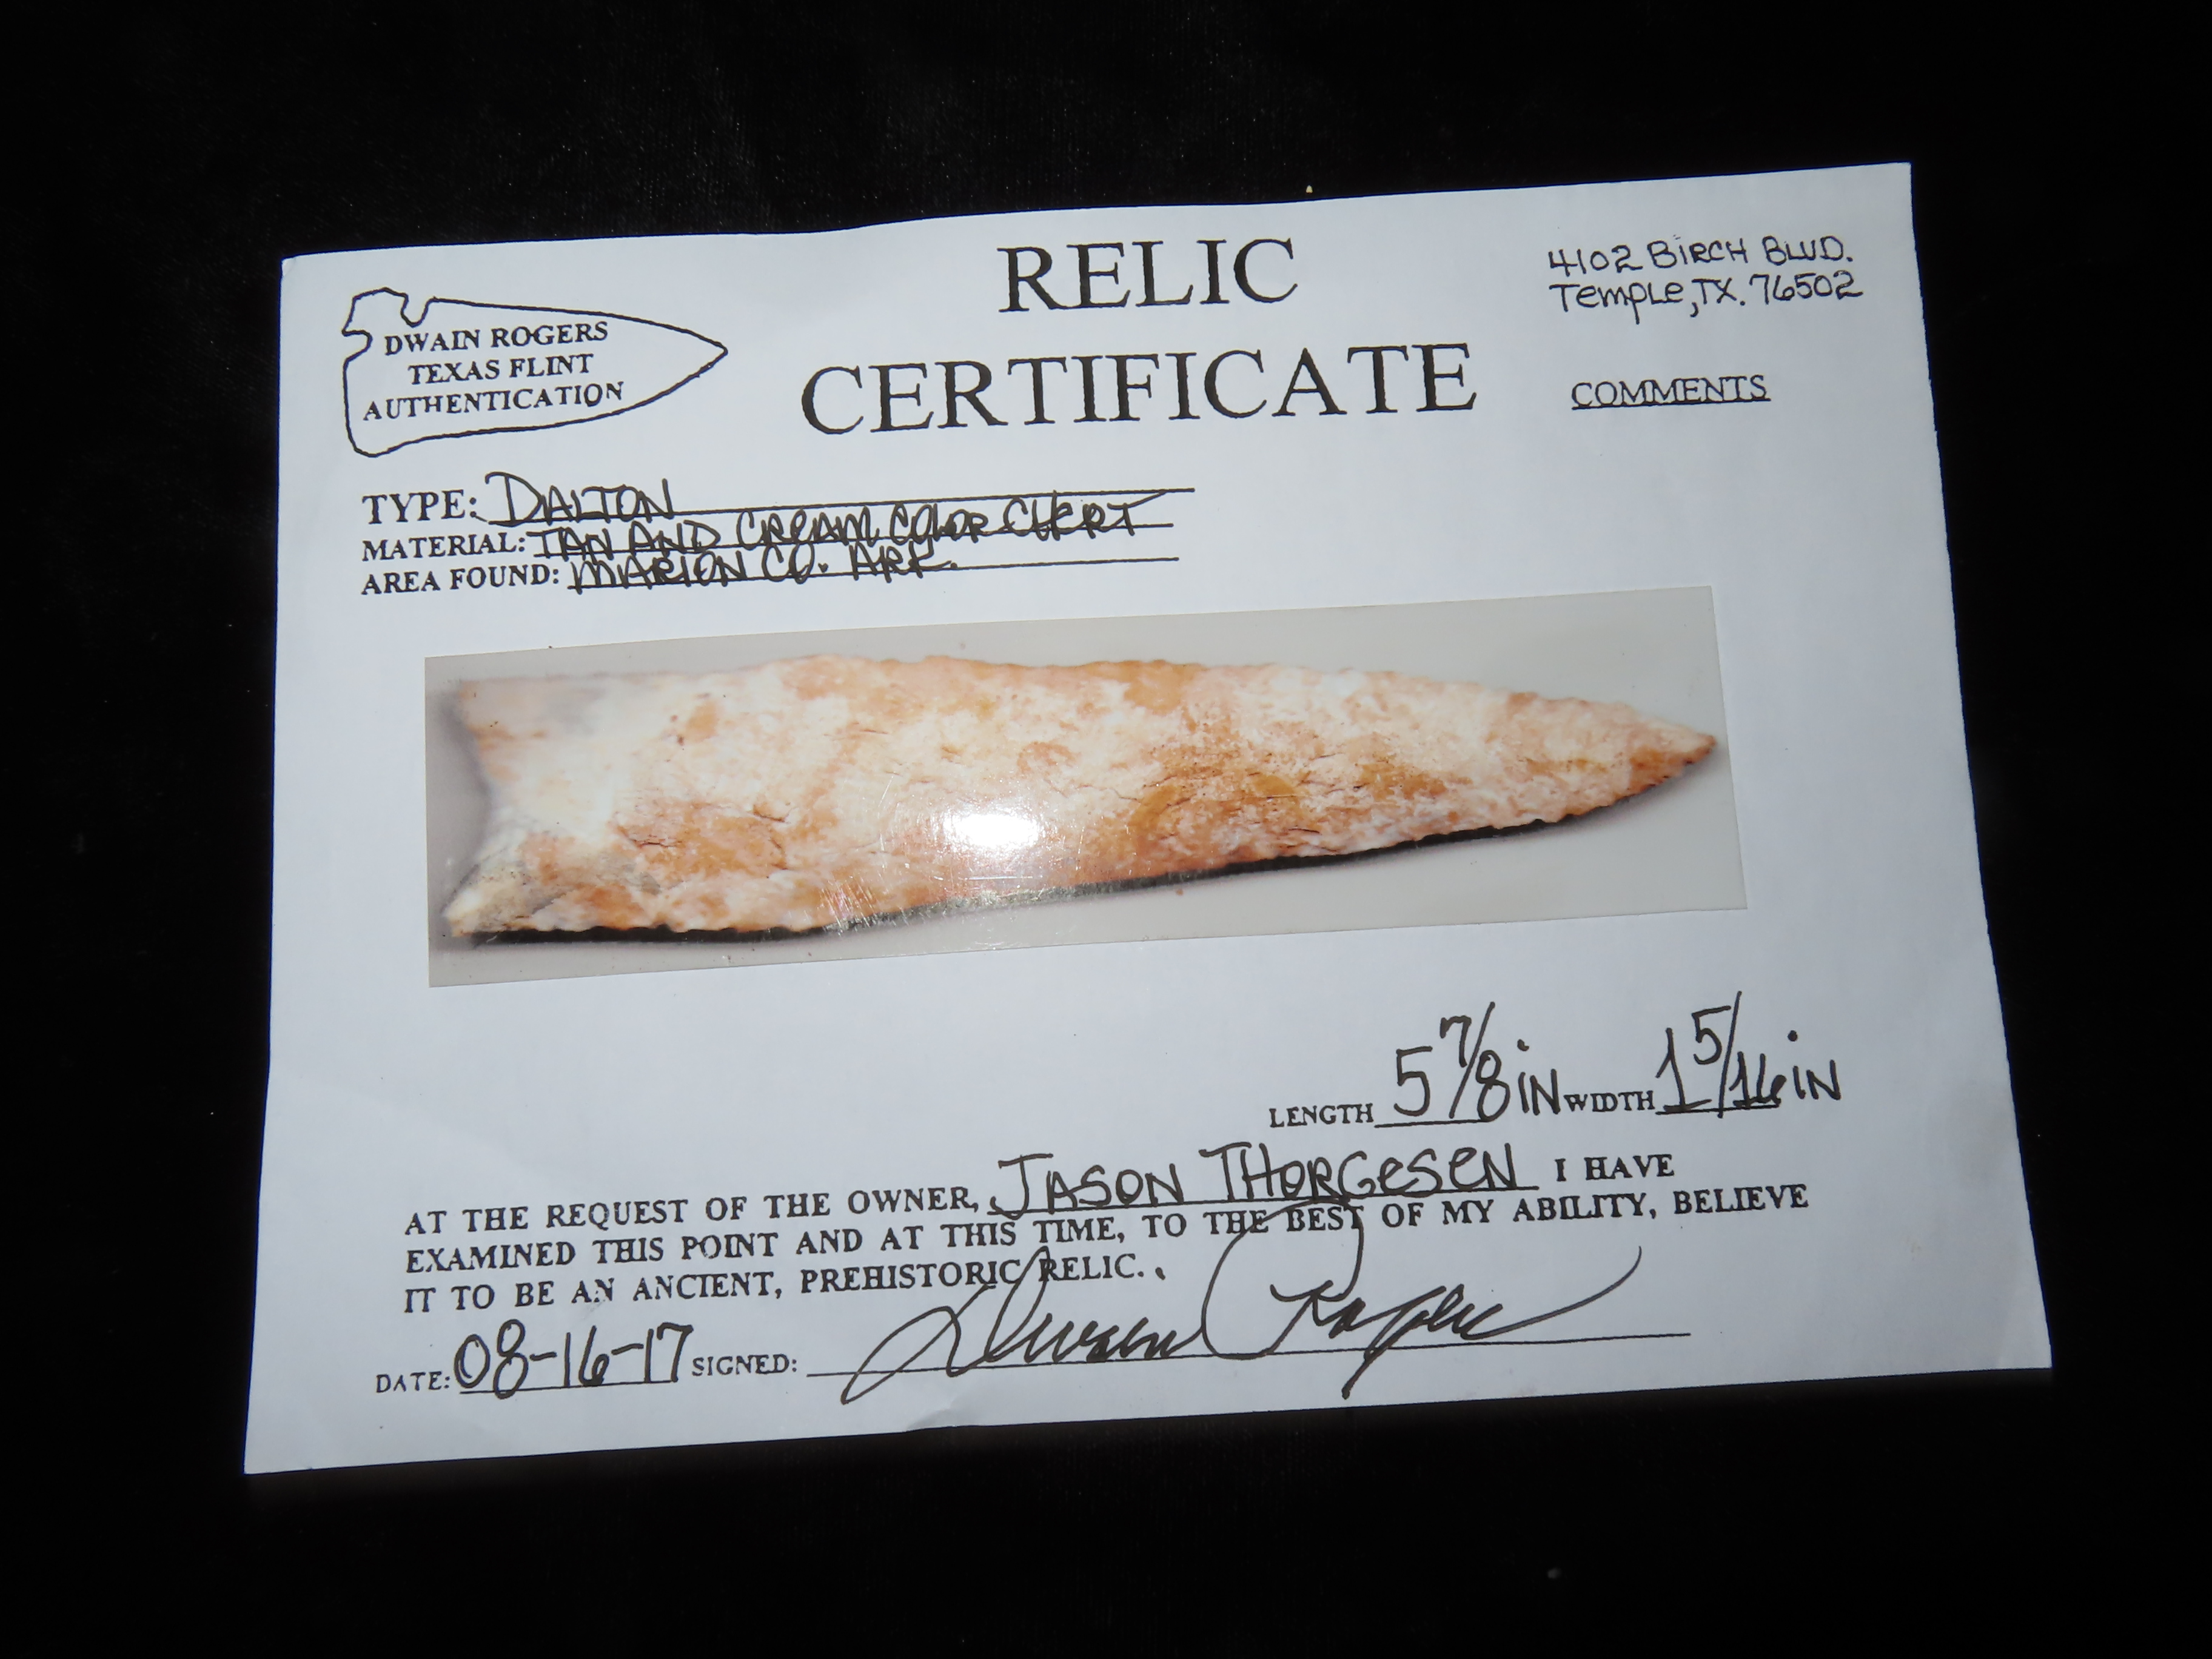 DWAIN ROGERS
TEXAS FLINT
AUTHENTICATION
RELIC
CERTIFICATE
4102 BIRCH BLVD.
TEMPLE, TX. 76502
COMMENTS
TYPE: DALTON
MATERIAL: TAN AND CREAM COLOR CHERT
AREA FOUND: MARION CO. ARK.
LENGTH 5 7/8 IN WIDTH 1 5/16 IN
AT THE REQUEST OF THE OWNER, JASON THORGESEN I HAVE
EXAMINED THIS POINT AND AT THIS TIME, TO THE BEST OF MY ABILITY, BELIEVE
IT TO BE AN ANCIENT, PREHISTORIC RELIC.
DATE: 08-16-17 SIGNED: Dwain Rogers